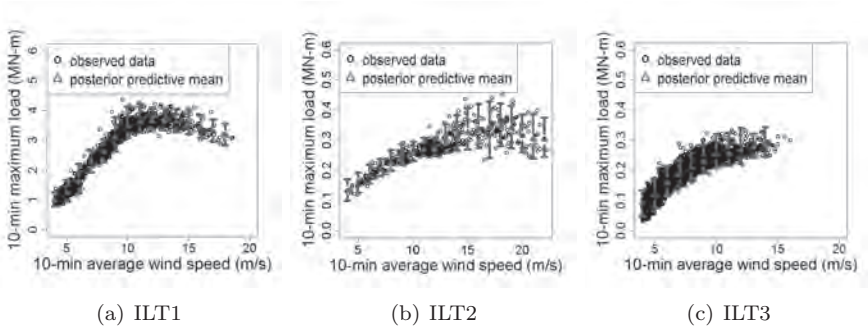 10-min maximum load (MN-m)
0 1 2 3 4 5 6
o observed data
△ posterior predictive mean
5 10 15 20
10-min average wind speed (m/s)
(a) ILT1
10-min maximum load (MN-m)
0.0 0.1 0.2 0.3 0.4 0.5 0.6
o observed data
△ posterior predictive mean
5 10 15 20
10-min average wind speed (m/s)
(b) ILT2
10-min maximum load (MN-m)
0.0 0.1 0.2 0.3 0.4 0.5 0.6
o observed data
△ posterior predictive mean
5 10 15 20
10-min average wind speed (m/s)
(c) ILT3